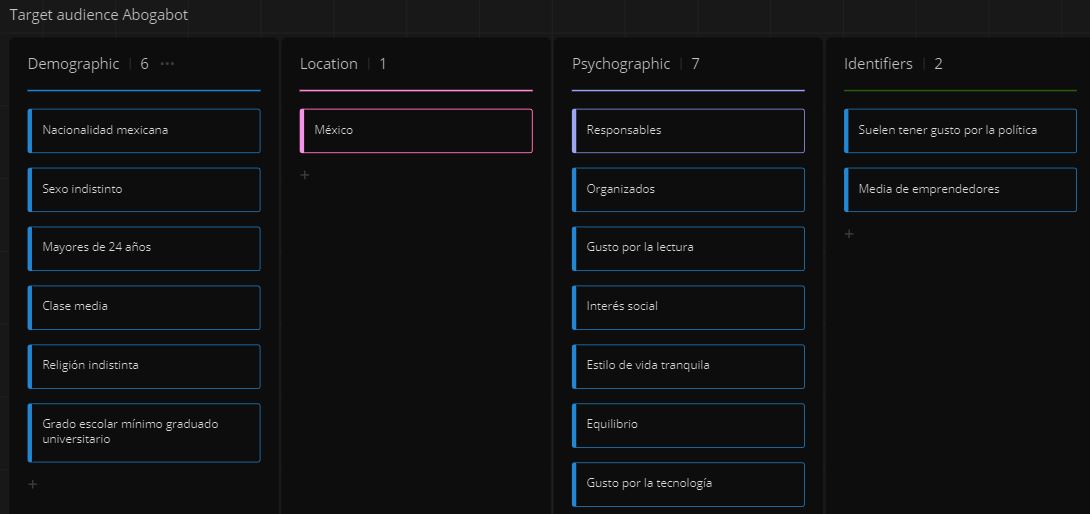 Target audience Abogabot
Demographic | 6 ···
Nacionalidad mexicana
Sexo indistinto
Mayores de 24 años
Clase media
Religión indistinta
Grado escolar mínimo graduado
universitario
+
Location | 1
México
+
Psychographic | 7
Responsables
Organizados
Gusto por la lectura
Interés social
Estilo de vida tranquila
Equilibrio
Gusto por la tecnología
Identifiers | 2
Suelen tener gusto por la política
Media de emprendedores
+